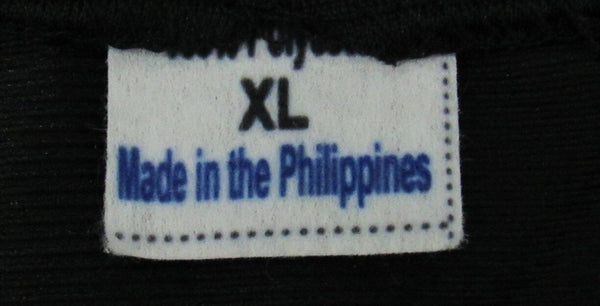 XL
Made in the Philippines